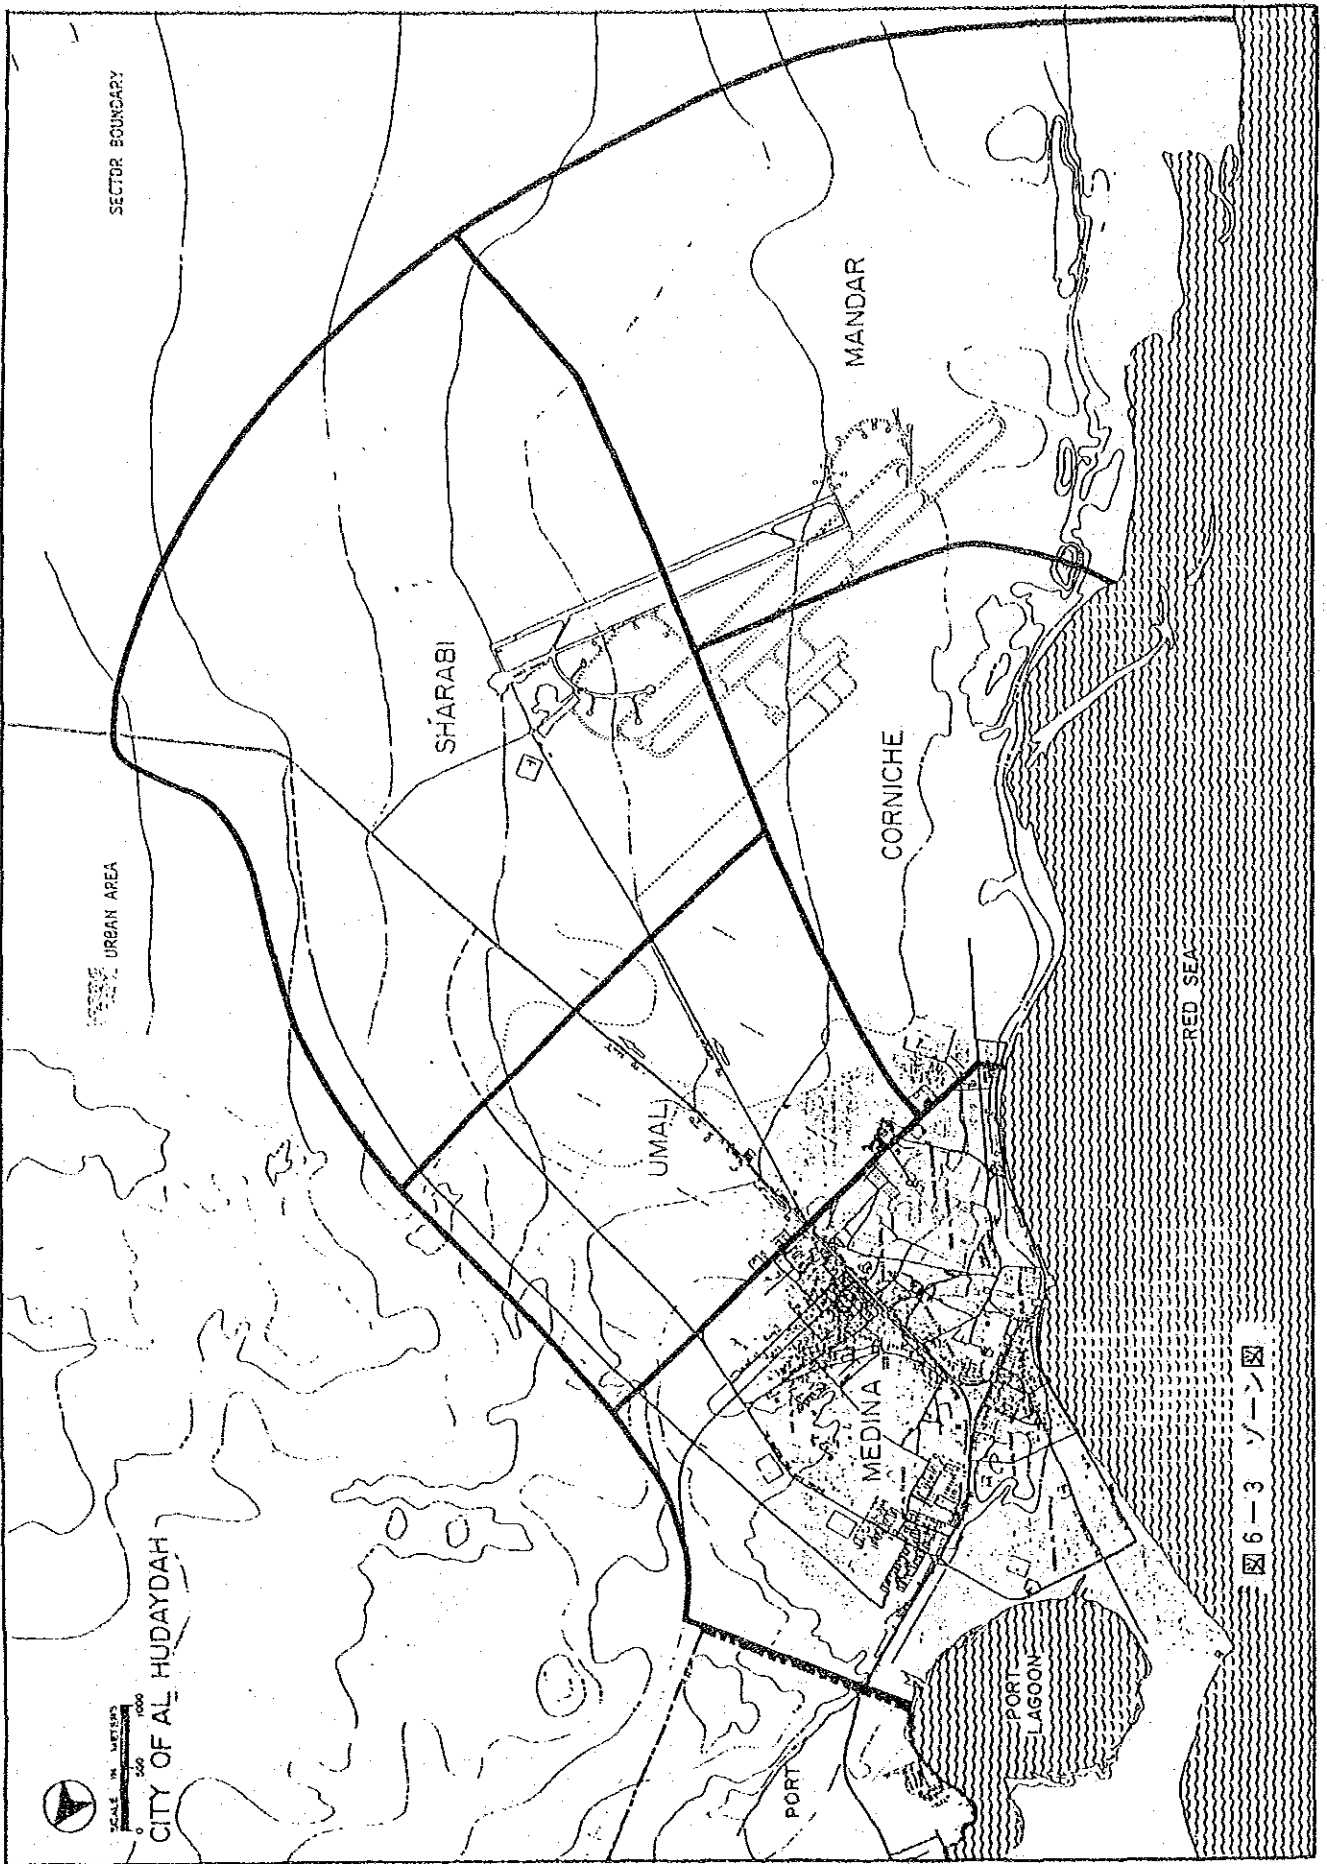 CITY OF AL HUDAYDAH
SCALE IN METERS
0 500 1000
URBAN AREA
SECTOR BOUNDARY
SHARABI
MANDAR
UMAL
CORNICHE
MEDINA
PORT
PORT
LAGOON
RED SEA
図6-3 ゾーン図